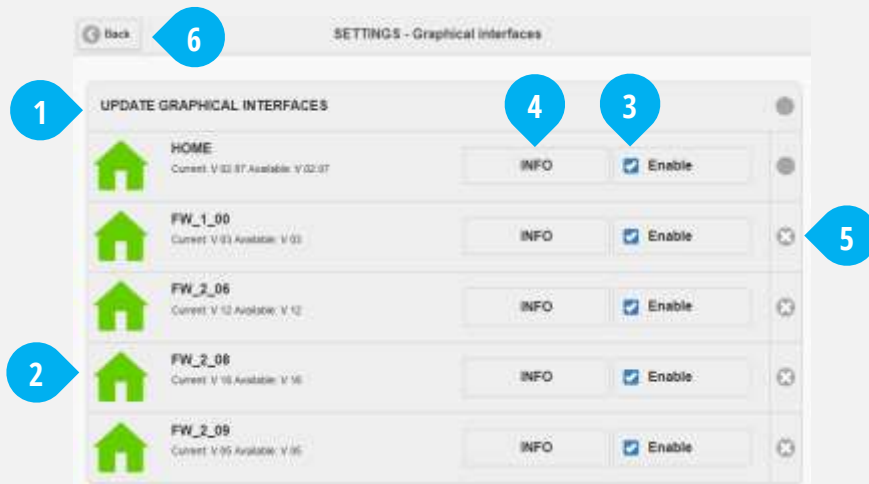 Back
6
SETTINGS - Graphical interfaces
1
UPDATE GRAPHICAL INTERFACES
4
3
HOME
Current: V 02.07 Available: V 02.07
INFO
Enable
FW_1_00
Current: V 03 Available: V 03
INFO
Enable
5
FW_2_06
Current: V 12 Available: V 12
INFO
Enable
2
FW_2_08
Current: V 16 Available: V 16
INFO
Enable
FW_2_09
Current: V 05 Available: V 05
INFO
Enable